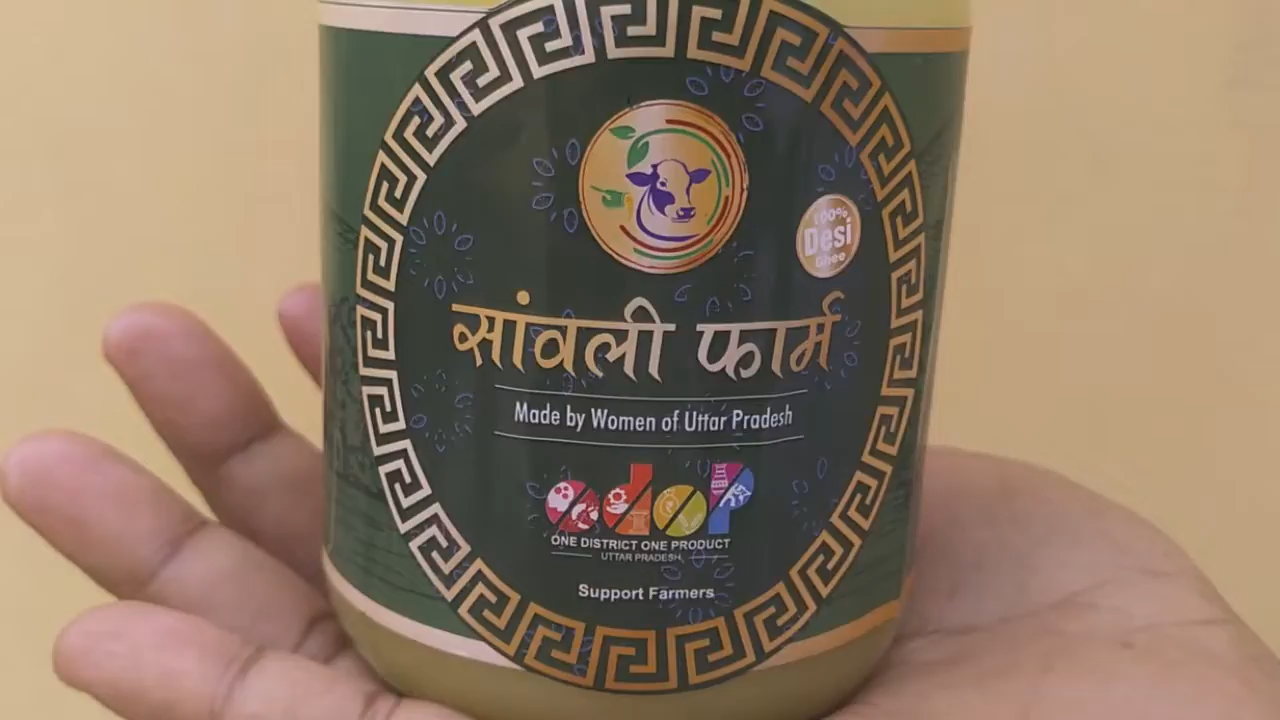 100%
Desi
Ghee
सांवली फार्म
Made by Women of Uttar Pradesh
odop
ONE DISTRICT ONE PRODUCT
UTTAR PRADESH
Support Farmers